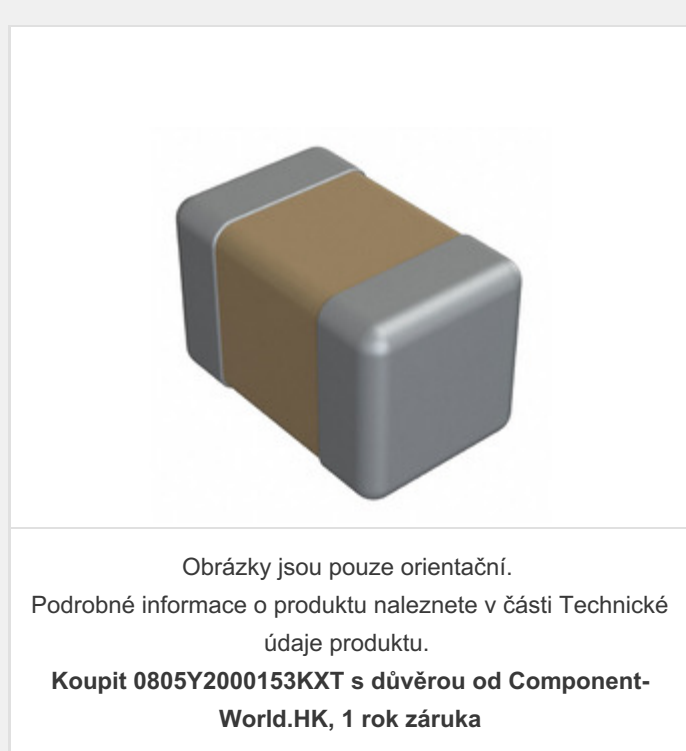 Obrázky jsou pouze orientační.
Podrobné informace o produktu naleznete v části Technické
údaje produktu.
Koupit 0805Y2000153KXT s důvěrou od Component-
World.HK, 1 rok záruka